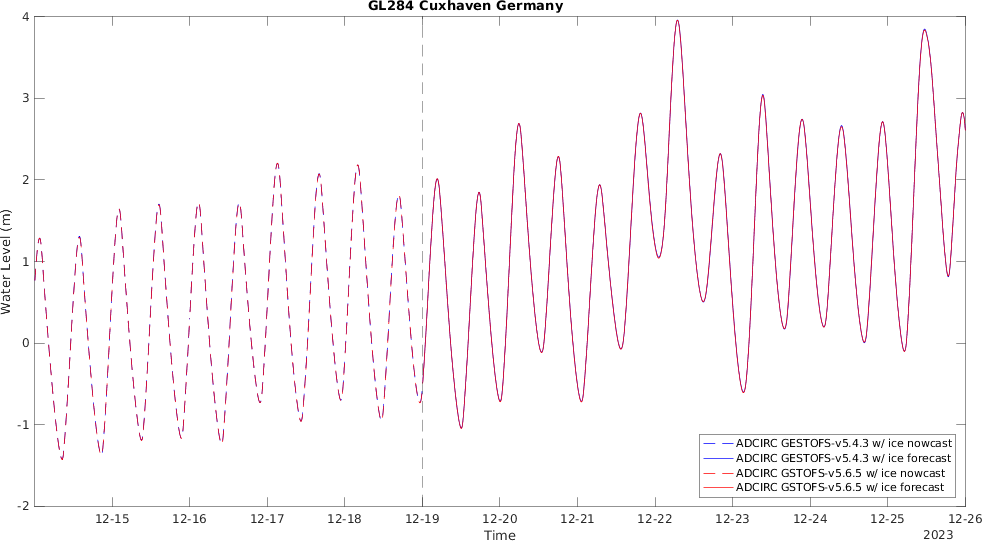 GL284 Cuxhaven Germany
4
3
2
1
0
-1
-2
Water Level (m)
ADCIRC GESTOFS-v5.4.3 w/ ice nowcast
ADCIRC GESTOFS-v5.4.3 w/ ice forecast
ADCIRC GSTOFS-v5.6.5 w/ ice nowcast
ADCIRC GSTOFS-v5.6.5 w/ ice forecast
12-15 12-16 12-17 12-18 12-19 12-20 12-21 12-22 12-23 12-24 12-25 12-26
Time 2023